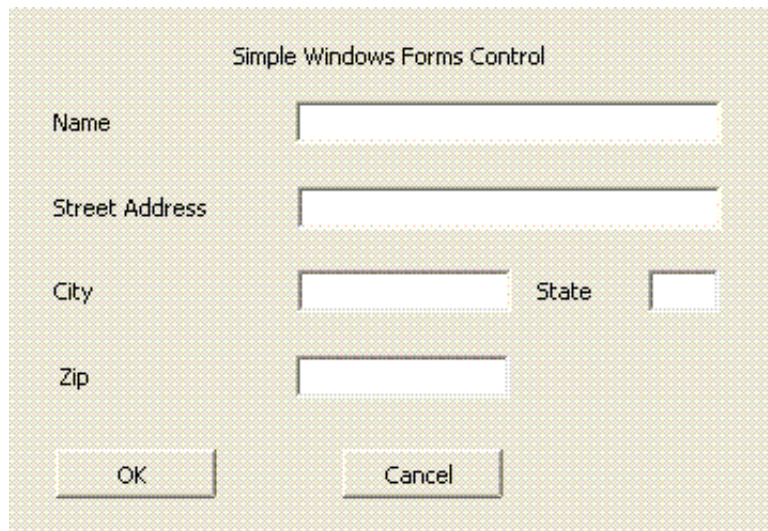 Simple Windows Forms Control
Name
Street Address
City State
Zip
OK Cancel